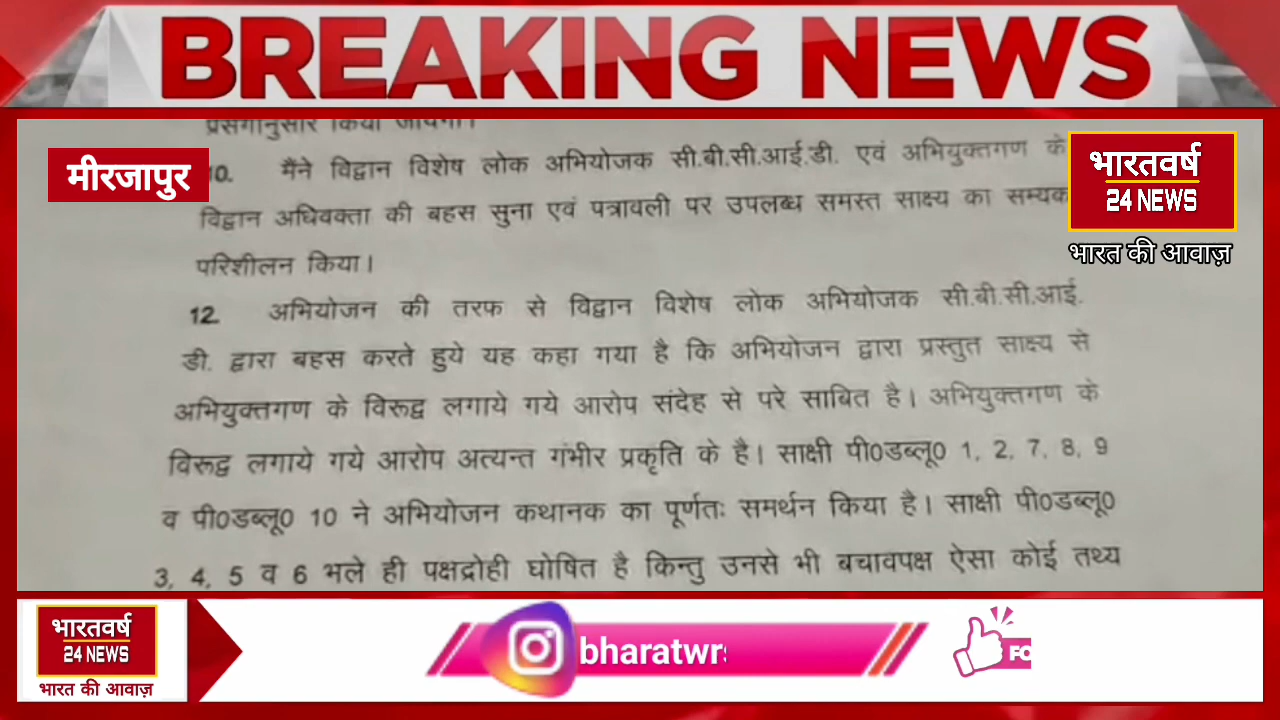 BREAKING NEWS
प्रसंगानुसार किया जायेगा।
मीरजापुर
10. मैने विद्वान विशेष लोक अभियोजक सी.बी.सी.आई.डी. एवं अभियुक्तगण के
विद्वान अधिवक्ता की बहस सुना एवं पत्रावली पर उपलब्ध समस्त साक्ष्य का सम्यक
परिशीलन किया।
12. अभियोजन की तरफ से विद्वान विशेष लोक अभियोजक सी.बी.सी.आई.
डी. द्वारा बहस करते हुये यह कहा गया है कि अभियोजन द्वारा प्रस्तुत साक्ष्य से
अभियुक्तगण के विरूद्व लगाये गये आरोप संदेह से परे साबित है। अभियुक्तगण के
विरूद्व लगाये गये आरोप अत्यन्त गंभीर प्रकृति के है। साक्षी पी0डब्लू0 1, 2, 7, 8, 9
व पी0डब्लू0 10 ने अभियोजन कथानक का पूर्णतः समर्थन किया है। साक्षी पी0डब्लू0
3, 4, 5 व 6 भले ही पक्षद्रोही घोषित है किन्तु उनसे भी बचावपक्ष ऐसा कोई तथ्य
भारतवर्ष
24 NEWS
भारत की आवाज़
भारतवर्ष
24 NEWS
भारत की आवाज़
bharatwr
FO